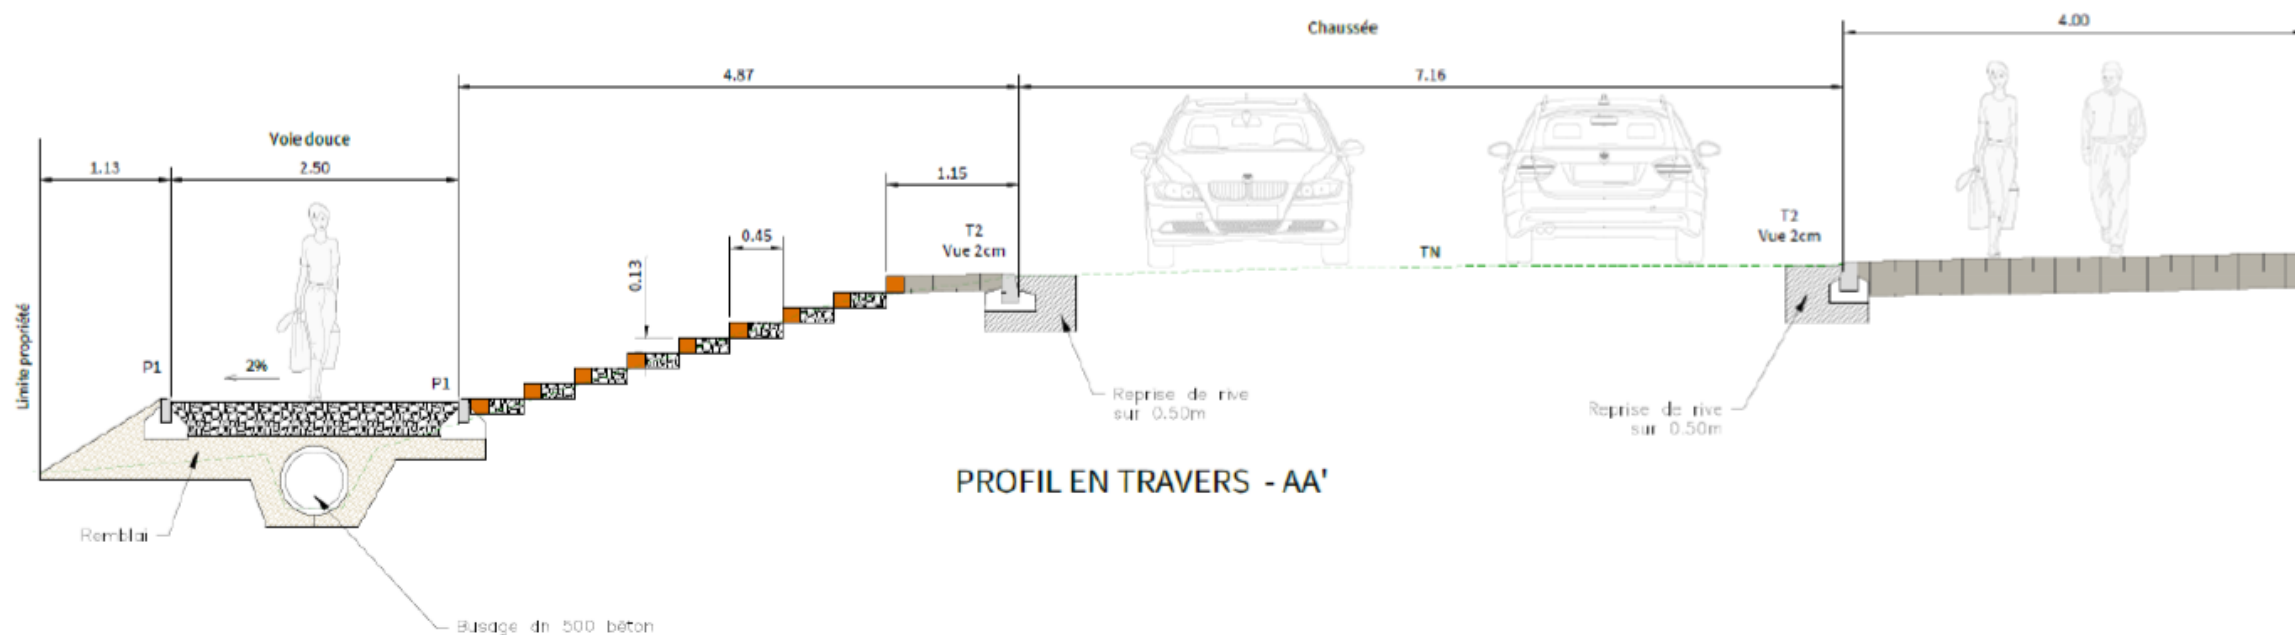 Chaussée
4.00
4.87
7.16
Voie douce
1.13
2.50
1.15
0.45
T2
Vue 2cm
T2
Vue 2cm
TN
0.13
Limite propriété
P1
2%
P1
Reprise de rive
sur 0.50m
Reprise de rive
sur 0.50m
PROFIL EN TRAVERS - AA'
Remblai
Busage dn 500 béton